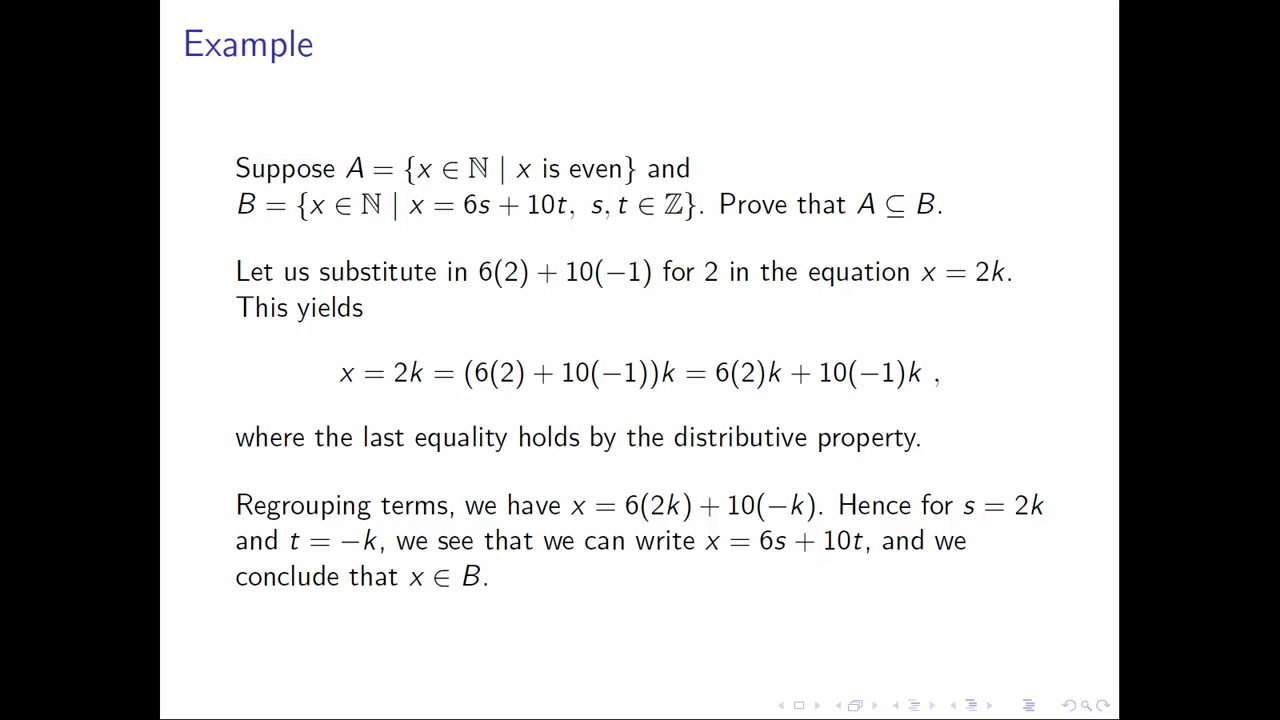 Example
Suppose A = {x ∈ ℕ | x is even} and
B = {x ∈ ℕ | x = 6s + 10t, s, t ∈ ℤ}. Prove that A ⊆ B.
Let us substitute in 6(2) + 10(−1) for 2 in the equation x = 2k.
This yields
x = 2k = (6(2) + 10(−1))k = 6(2)k + 10(−1)k ,
where the last equality holds by the distributive property.
Regrouping terms, we have x = 6(2k) + 10(−k). Hence for s = 2k
and t = −k, we see that we can write x = 6s + 10t, and we
conclude that x ∈ B.